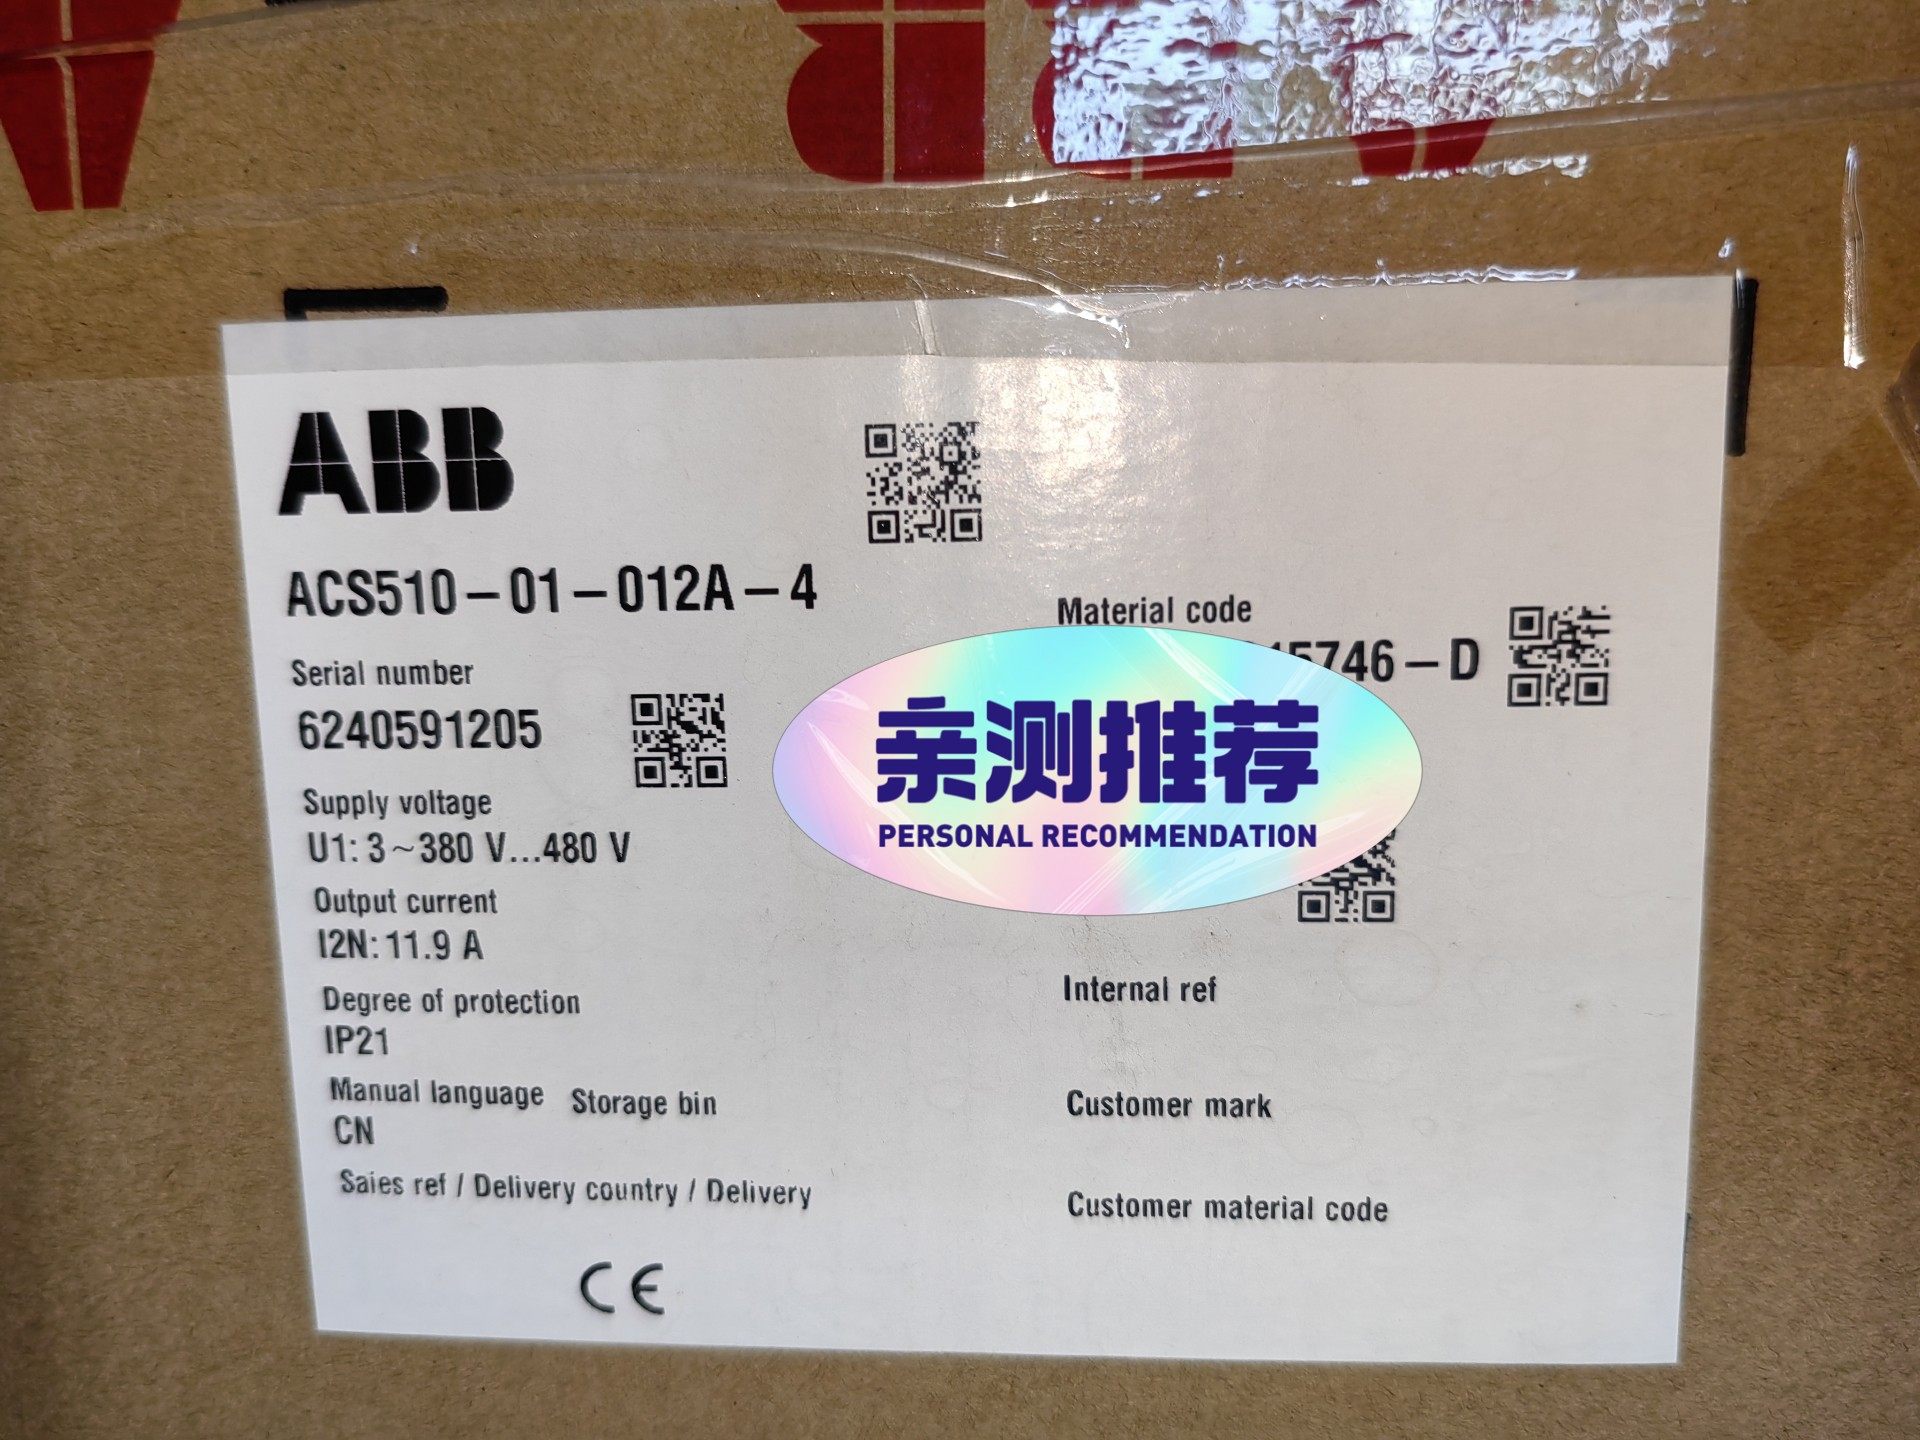 ABB
ACS510-01-012A-4
Serial number
6240591205
Supply voltage
U1: 3~380 V...480 V
Output current
I2N: 11.9 A
Degree of protection
IP21
Manual language Storage bin
CN
Sales ref / Delivery country / Delivery
CE
Material code
亲测推荐
PERSONAL RECOMMENDATION
Internal ref
Customer mark
Customer material code